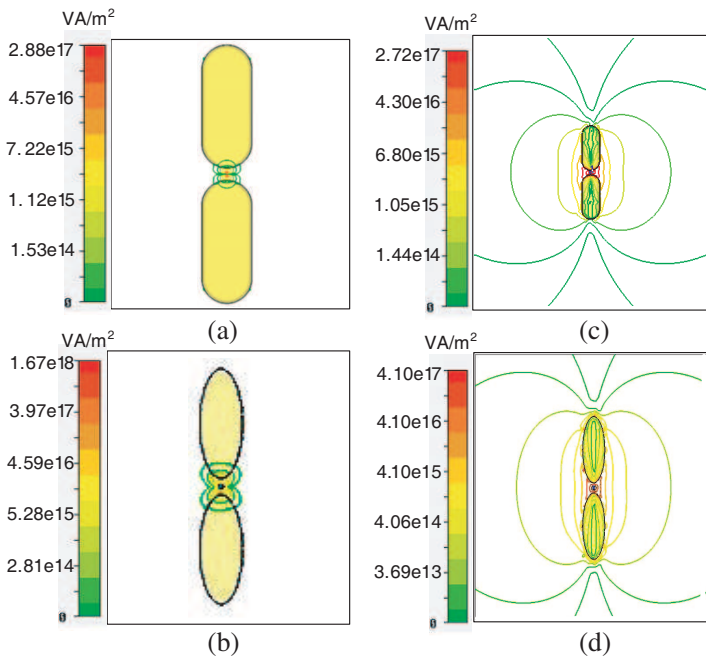 VA/m²
2.88e17
4.57e16
7.22e15
1.12e15
1.53e14
0
(a)
VA/m²
2.72e17
4.30e16
6.80e15
1.05e15
1.44e14
0
(c)
VA/m²
1.67e18
3.97e17
4.59e16
5.28e15
2.81e14
0
(b)
VA/m²
4.10e17
4.10e16
4.10e15
4.06e14
3.69e13
0
(d)